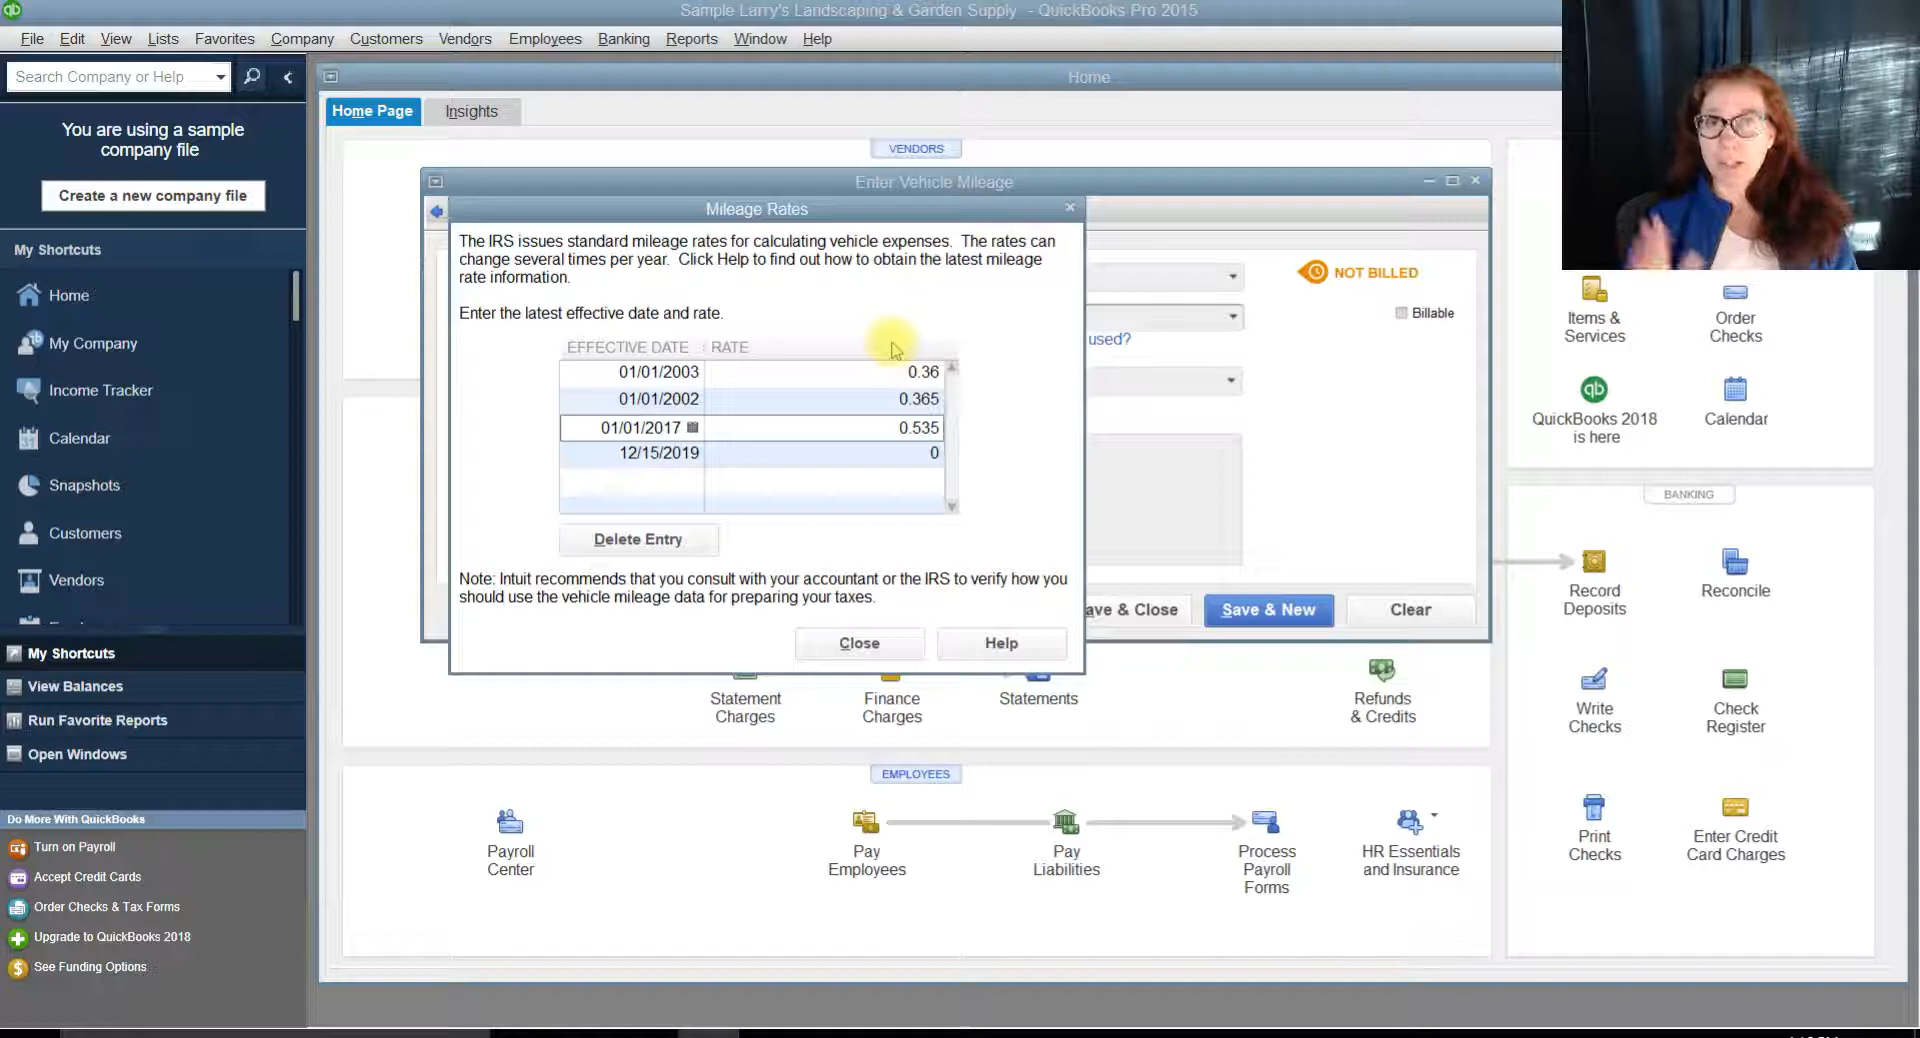 Sample Larry's Landscaping & Garden Supply - QuickBooks Pro 2015
File Edit View Lists Favorites Company Customers Vendors Employees Banking Reports Window Help
Search Company or Help
Home
Home Page
Insights
You are using a sample
company file
Create a new company file
My Shortcuts
Home
My Company
Income Tracker
Calendar
Snapshots
Customers
Vendors
My Shortcuts
View Balances
Run Favorite Reports
Open Windows
Do More With QuickBooks
Turn on Payroll
Accept Credit Cards
Order Checks & Tax Forms
Upgrade to QuickBooks 2018
See Funding Options
VENDORS
Enter Vehicle Mileage
Mileage Rates
The IRS issues standard mileage rates for calculating vehicle expenses. The rates can
change several times per year. Click Help to find out how to obtain the latest mileage
rate information.
Enter the latest effective date and rate.
EFFECTIVE DATE RATE
01/01/2003 0.36
01/01/2002 0.365
01/01/2017 0.535
12/15/2019 0
Delete Entry
Note: Intuit recommends that you consult with your accountant or the IRS to verify how you
should use the vehicle mileage data for preparing your taxes.
Close
Help
NOT BILLED
Billable
used?
ave & Close
Save & New
Clear
Statement
Charges
Finance
Charges
Statements
Refunds
& Credits
EMPLOYEES
Payroll
Center
Pay
Employees
Pay
Liabilities
Process
Payroll
Forms
HR Essentials
and Insurance
Items &
Services
Order
Checks
qb
QuickBooks 2018
is here
Calendar
BANKING
Record
Deposits
Reconcile
Write
Checks
Check
Register
Print
Checks
Enter Credit
Card Charges